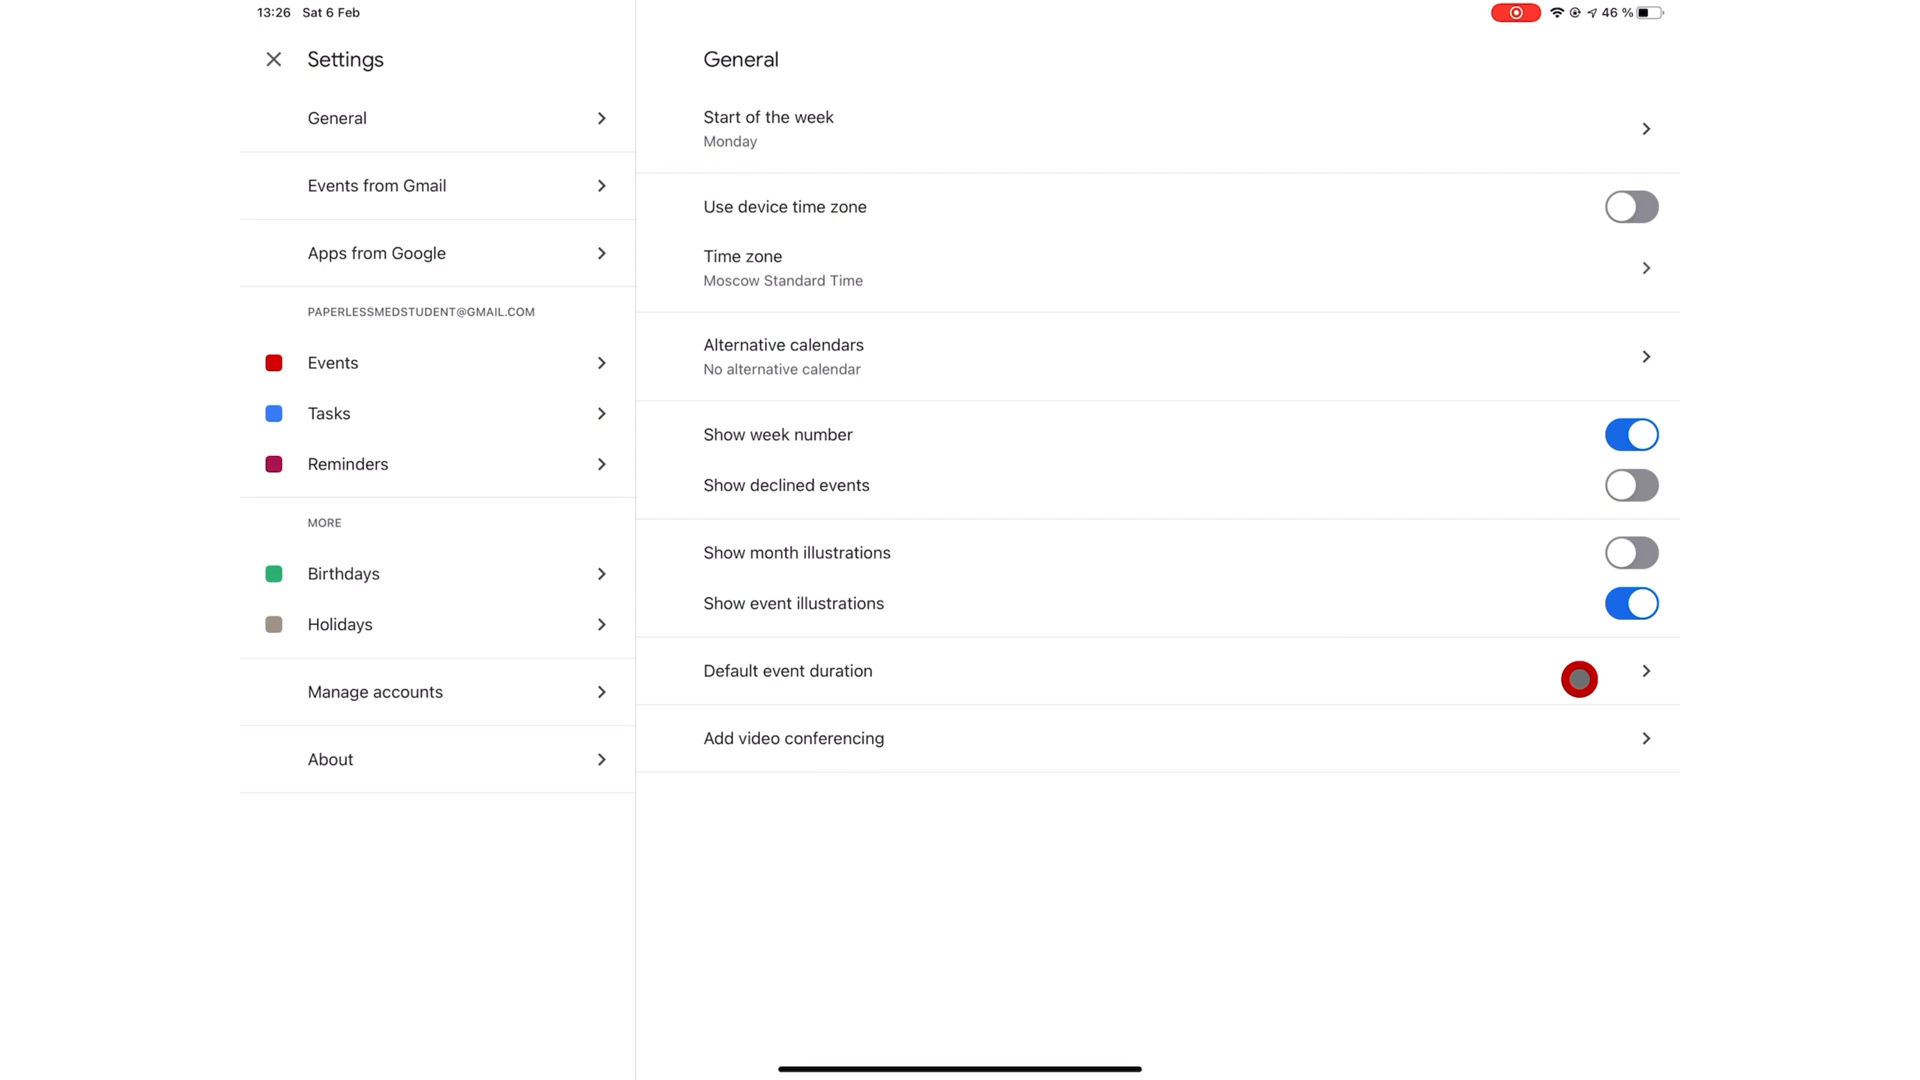 13:26 Sat 6 Feb
46 %
Settings
General
Events from Gmail
Apps from Google
PAPERLESSMEDSTUDENT@GMAIL.COM
Events
Tasks
Reminders
MORE
Birthdays
Holidays
Manage accounts
About
General
Start of the week
Monday
Use device time zone
Time zone
Moscow Standard Time
Alternative calendars
No alternative calendar
Show week number
Show declined events
Show month illustrations
Show event illustrations
Default event duration
Add video conferencing